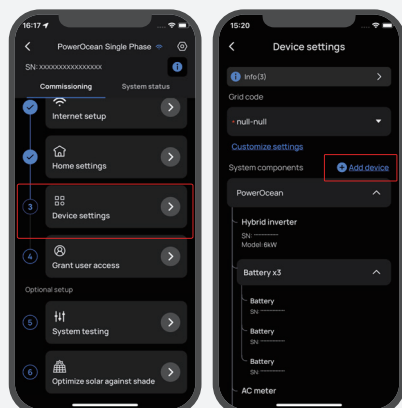 16:17
PowerOcean Single Phase
SN: xxxxxxxxxxxxxxxx
Commissioning System status
Internet setup
Home settings
3 Device settings
4 Grant user access
Optional setup
5 System testing
6 Optimize solar against shade
15:20
Device settings
Info(3)
Grid code
* null-null
Customize settings
System components Add device
PowerOcean
Hybrid inverter
SN:
Model: 6kW
Battery x3
Battery
SN
Battery
SN
Battery
SN
AC meter